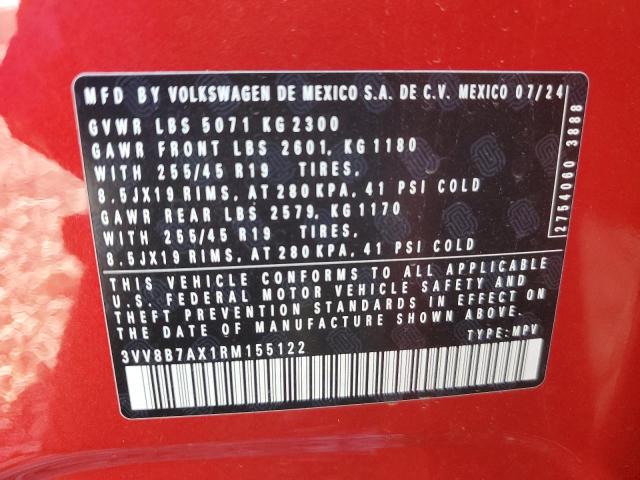 MFD BY VOLKSWAGEN DE MEXICO S.A. DE C.V. MEXICO 07/24
GVWR LBS 5071 KG 2300
GAWR FRONT LBS 2601, KG 1180
WITH 255/45 R19 TIRES,
8.5JX19 RIMS, AT 280 KPA, 41 PSI COLD
GAWR REAR LBS 2579, KG 1170
WITH 255/45 R19 TIRES,
8.5JX19 RIMS, AT 280 KPA, 41 PSI COLD
THIS VEHICLE CONFORMS TO ALL APPLICABLE
U.S. FEDERAL MOTOR VEHICLE SAFETY AND
THEFT PREVENTION STANDARDS IN EFFECT ON
THE DATE OF MANUFACTURE SHOWN ABOVE.
3VV8B7AX1RM155122 TYPE: MPV
2754060 3888